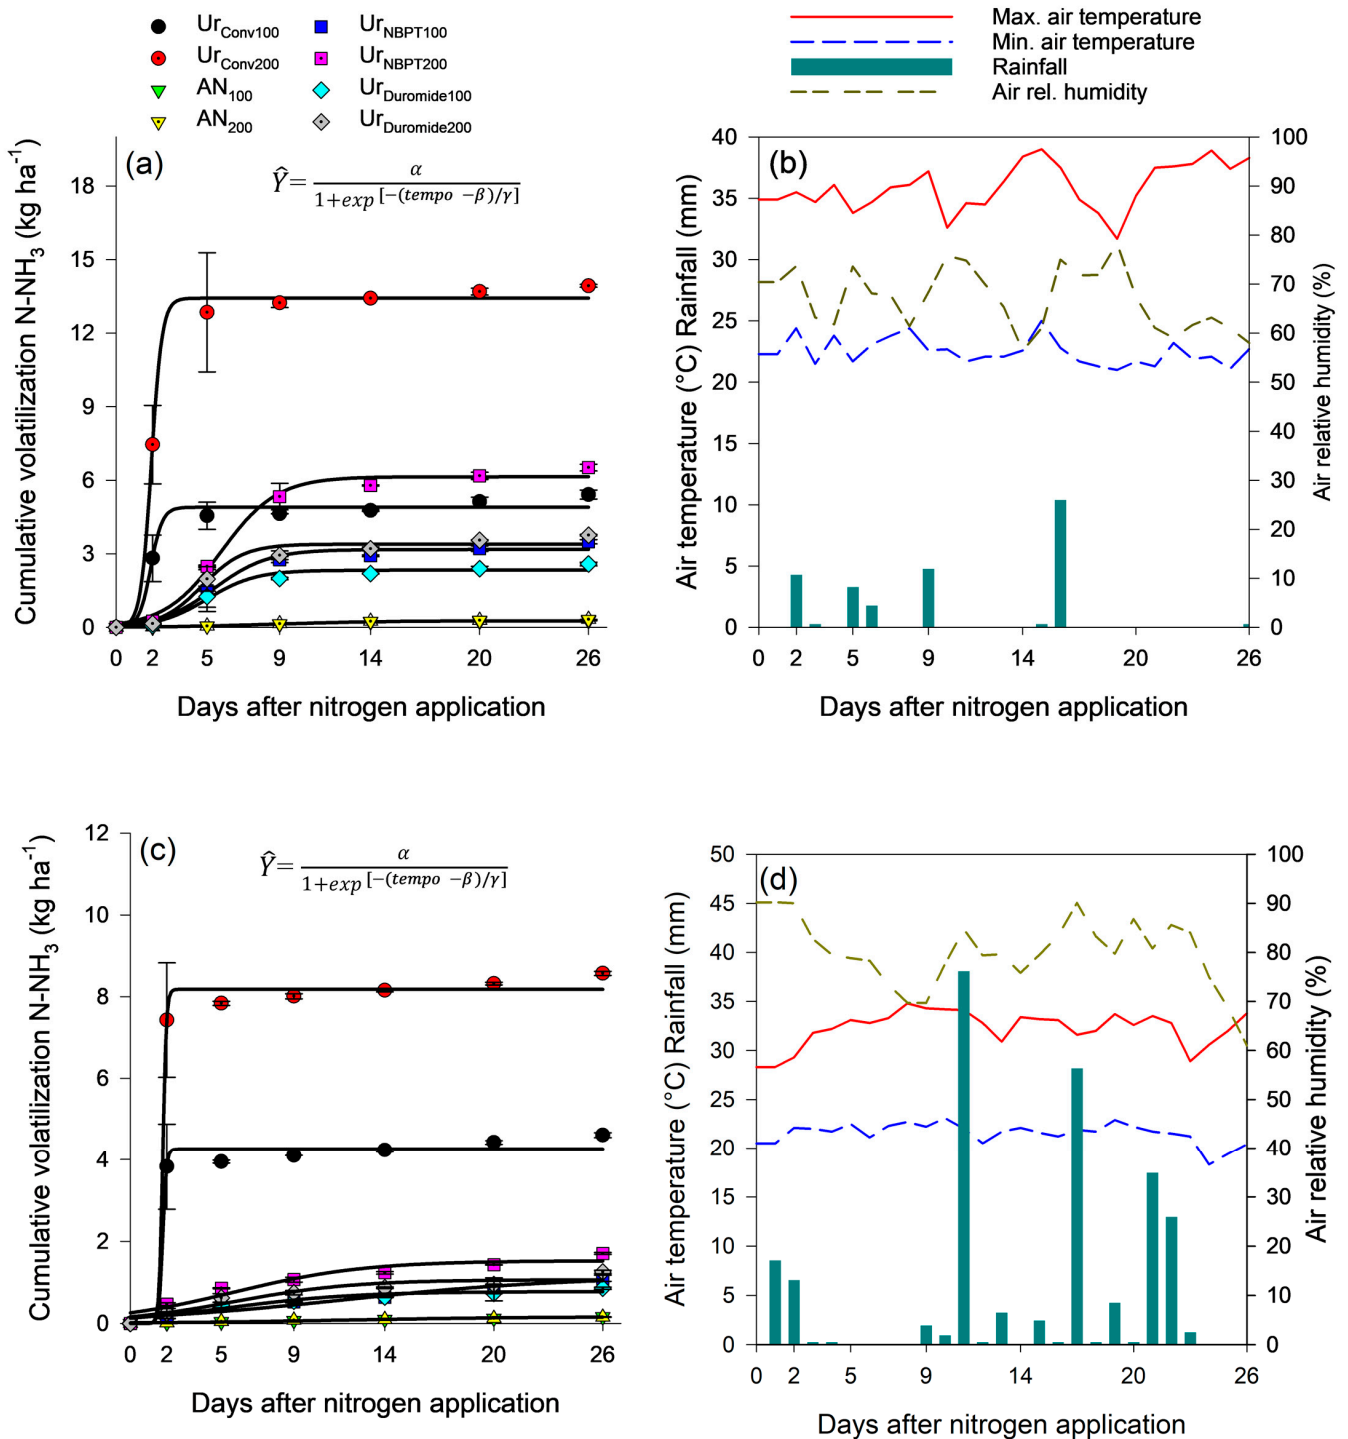 Ur_Conv100
Ur_Conv200
AN_100
AN_200
Ur_NBPT100
Ur_NBPT200
Ur_Duromide100
Ur_Duromide200
Max. air temperature
Min. air temperature
Rainfall
Air rel. humidity
(a)
Ŷ = α / 1+exp^[-(tempo -β)/γ]
Cumulative volatilization N-NH₃ (kg ha⁻¹)
18
15
12
9
6
3
0
0 2 5 9 14 20 26
Days after nitrogen application
(b)
Air temperature (°C) Rainfall (mm)
40
35
30
25
20
15
10
5
0
100
90
80
70
60
50
40
30
20
10
0
Air relative humidity (%)
0 2 5 9 14 20 26
Days after nitrogen application
(c)
Ŷ = α / 1+exp^[-(tempo -β)/γ]
Cumulative volatilization N-NH₃ (kg ha⁻¹)
12
10
8
6
4
2
0
0 2 5 9 14 20 26
Days after nitrogen application
(d)
Air temperature (°C) Rainfall (mm)
50
45
40
35
30
25
20
15
10
5
0
100
90
80
70
60
50
40
30
20
10
0
Air relative humidity (%)
0 2 5 9 14 20 26
Days after nitrogen application